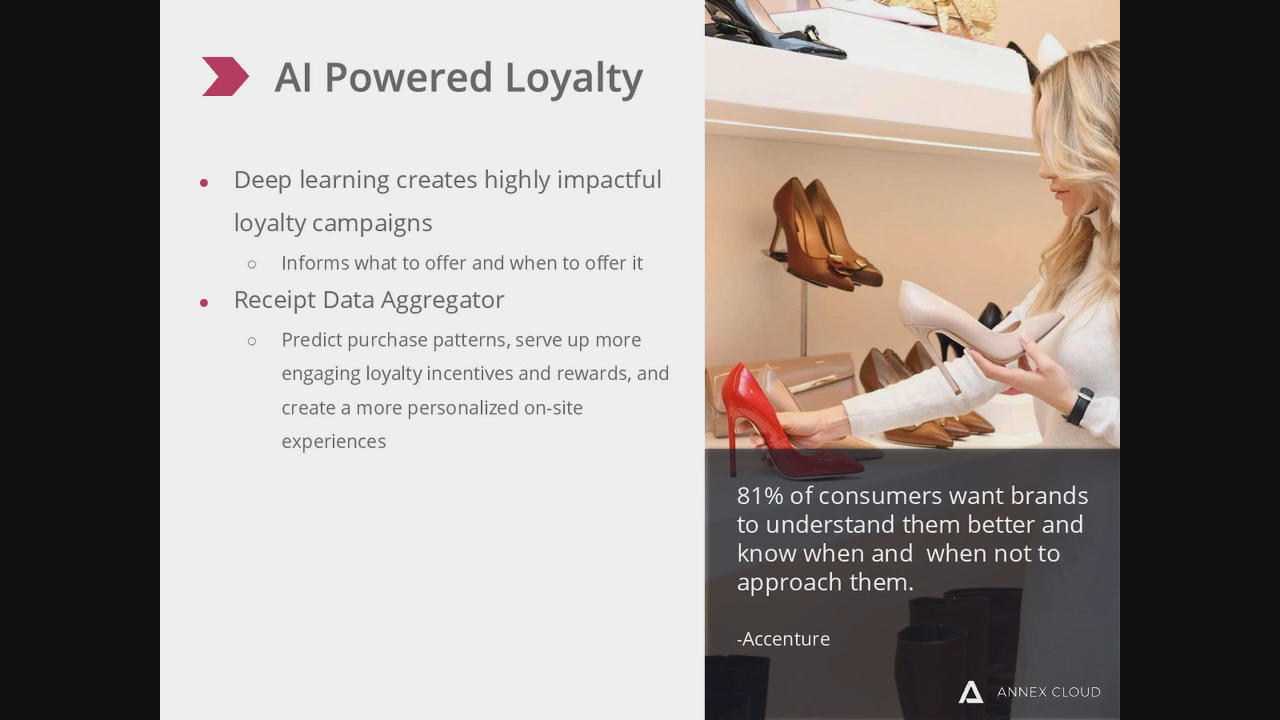 AI Powered Loyalty
● Deep learning creates highly impactful
loyalty campaigns
○ Informs what to offer and when to offer it
● Receipt Data Aggregator
○ Predict purchase patterns, serve up more
engaging loyalty incentives and rewards, and
create a more personalized on-site
experiences
81% of consumers want brands
to understand them better and
know when and  when not to
approach them.
-Accenture
ANNEX CLOUD